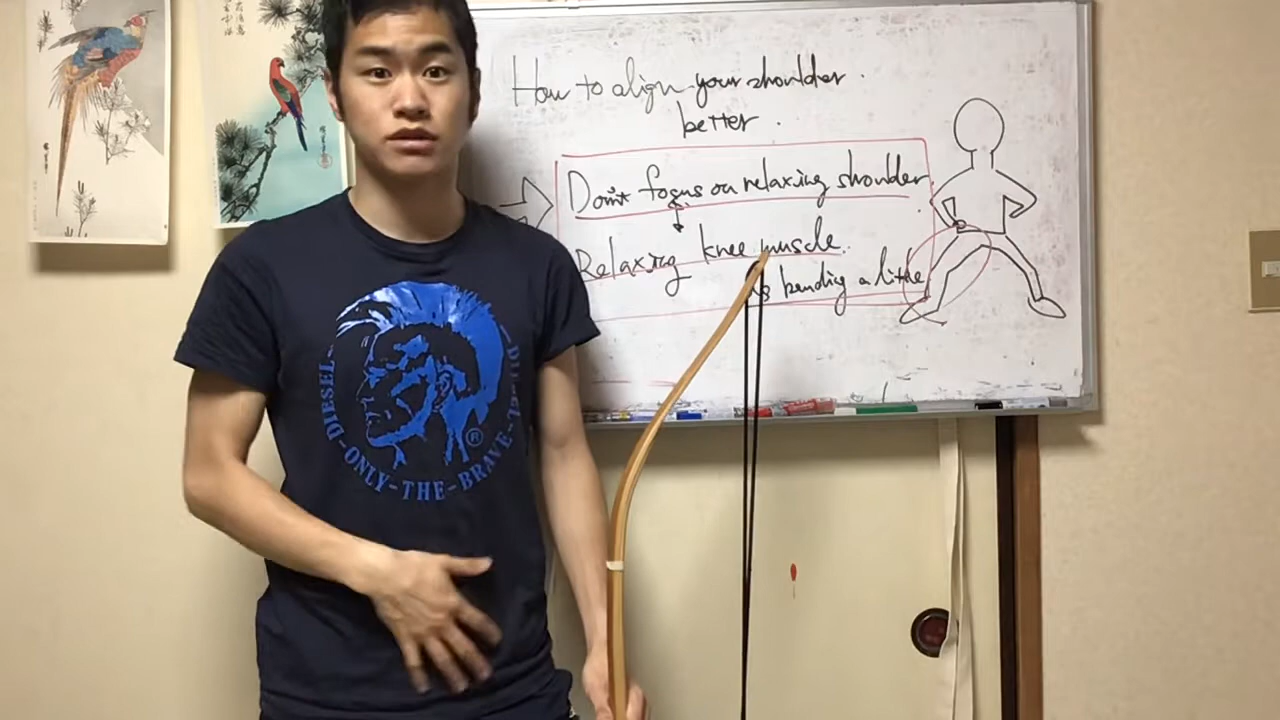 How to align your shoulder.
better.
Don't focus on relaxing shoulder.
Relaxing knee muscle.
bending a little
DIESEL-ONLY-THE-BRAVE-
®